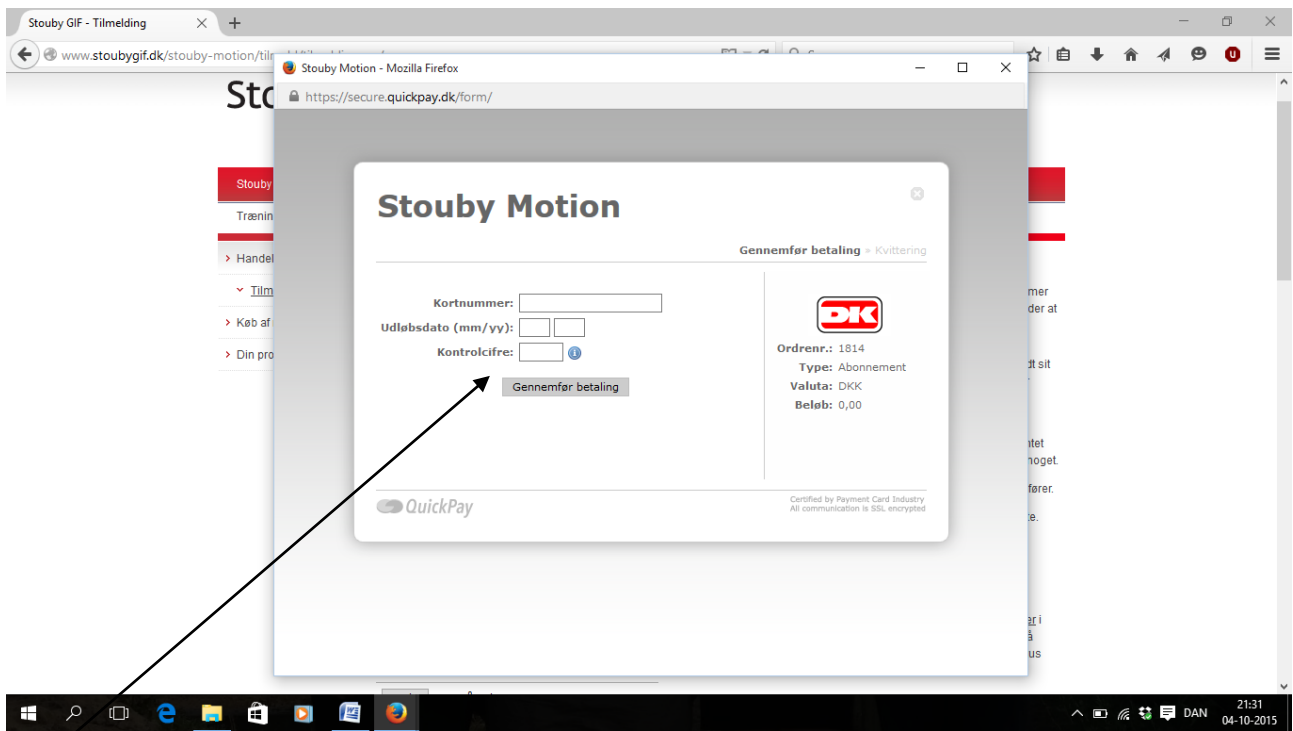 Stouby GIF - Tilmelding
www.stoubygif.dk/stouby-motion/til
Stouby Motion - Mozilla Firefox
https://secure.quickpay.dk/form/
Sto
Stouby
Trænin
Handel
Tilm
Køb af
Din pro
Stouby Motion
Gennemfør betaling » Kvittering
Kortnummer:
Udløbsdato (mm/yy):
Kontrolcifre:
Gennemfør betaling
DK
Ordrenr.: 1814
Type: Abonnement
Valuta: DKK
Beløb: 0,00
QuickPay
Certified by Payment Card Industry
All communication is SSL encrypted
mer
der at
dt sit
ntet
noget.
fører.
te.
er i
å
us
DAN
21:31
04-10-2015